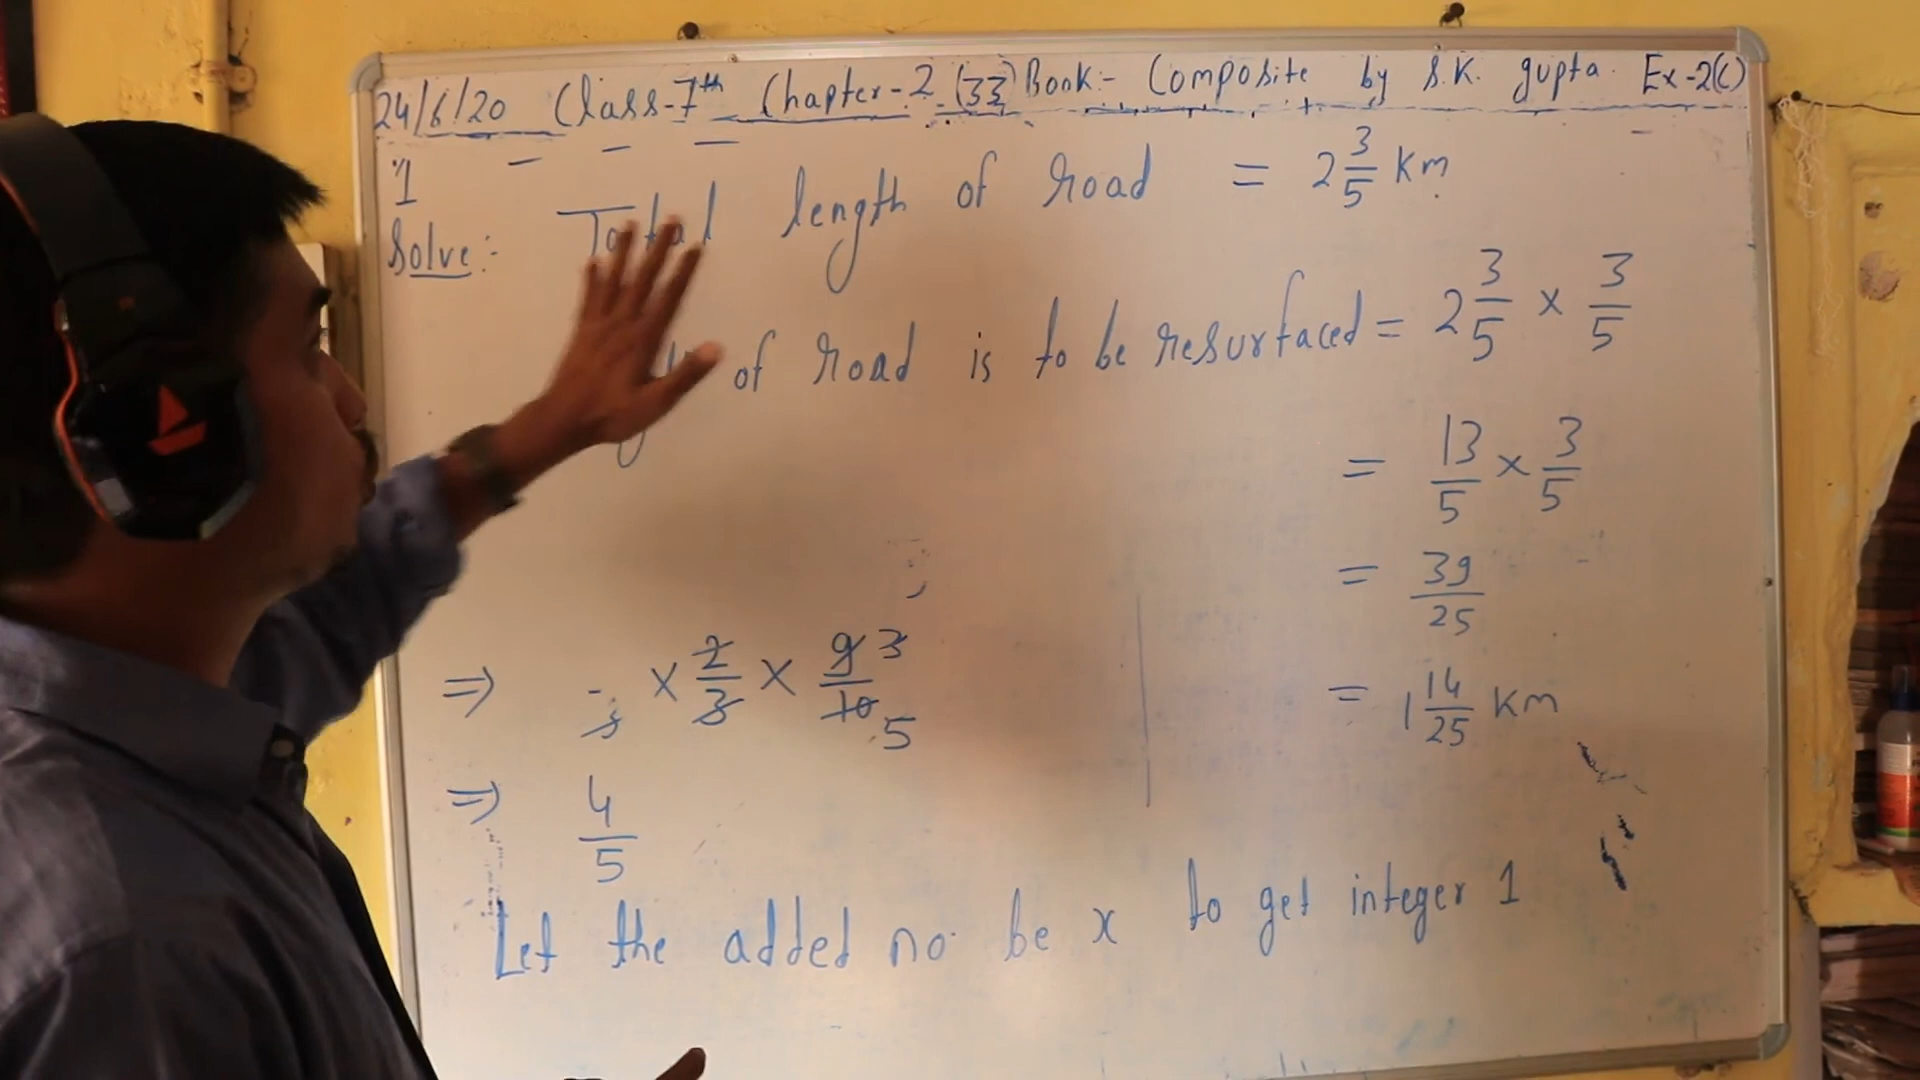 24/6/20 Class-7th Chapter-2 (33) Book:- Composite by S.K. gupta. Ex-2(C)
1
Solve:- Total length of road = 2 3/5 Km.
of road is to be resurfaced = 2 3/5 × 3/5
= 13/5 × 3/5
= 39/25
= 1 14/25 Km
⇒ × 2/3 × 9/10 3 5
⇒ 4/5
Let the added no. be x to get integer 1